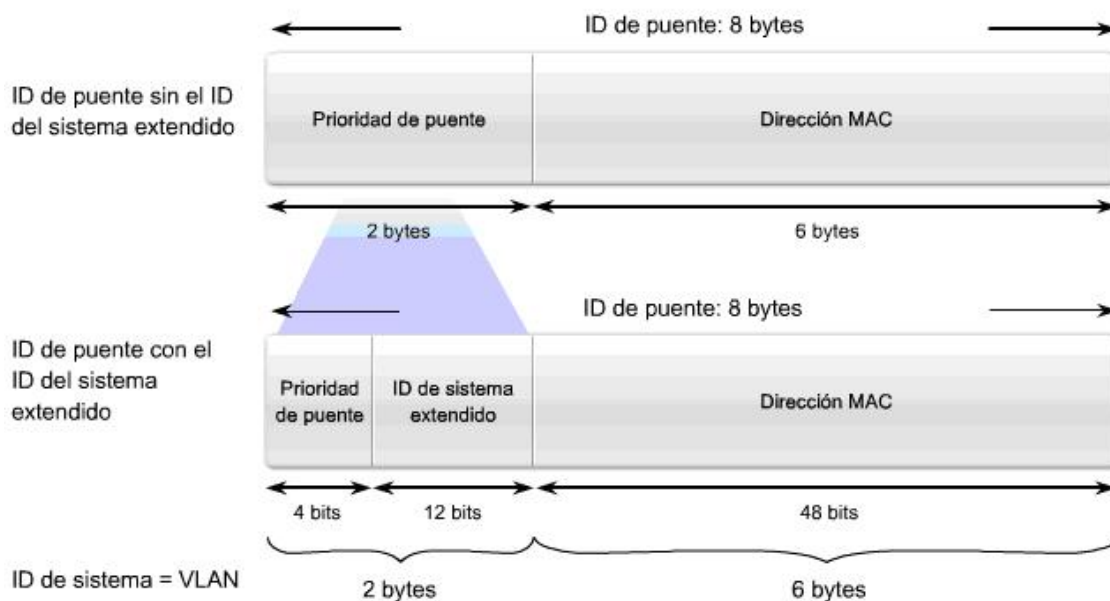 ID de puente: 8 bytes
ID de puente sin el ID
del sistema extendido
Prioridad de puente
Dirección MAC
2 bytes
6 bytes
ID de puente: 8 bytes
ID de puente con el
ID del sistema
extendido
Prioridad
de puente
ID de sistema
extendido
Dirección MAC
4 bits
12 bits
48 bits
ID de sistema = VLAN
2 bytes
6 bytes